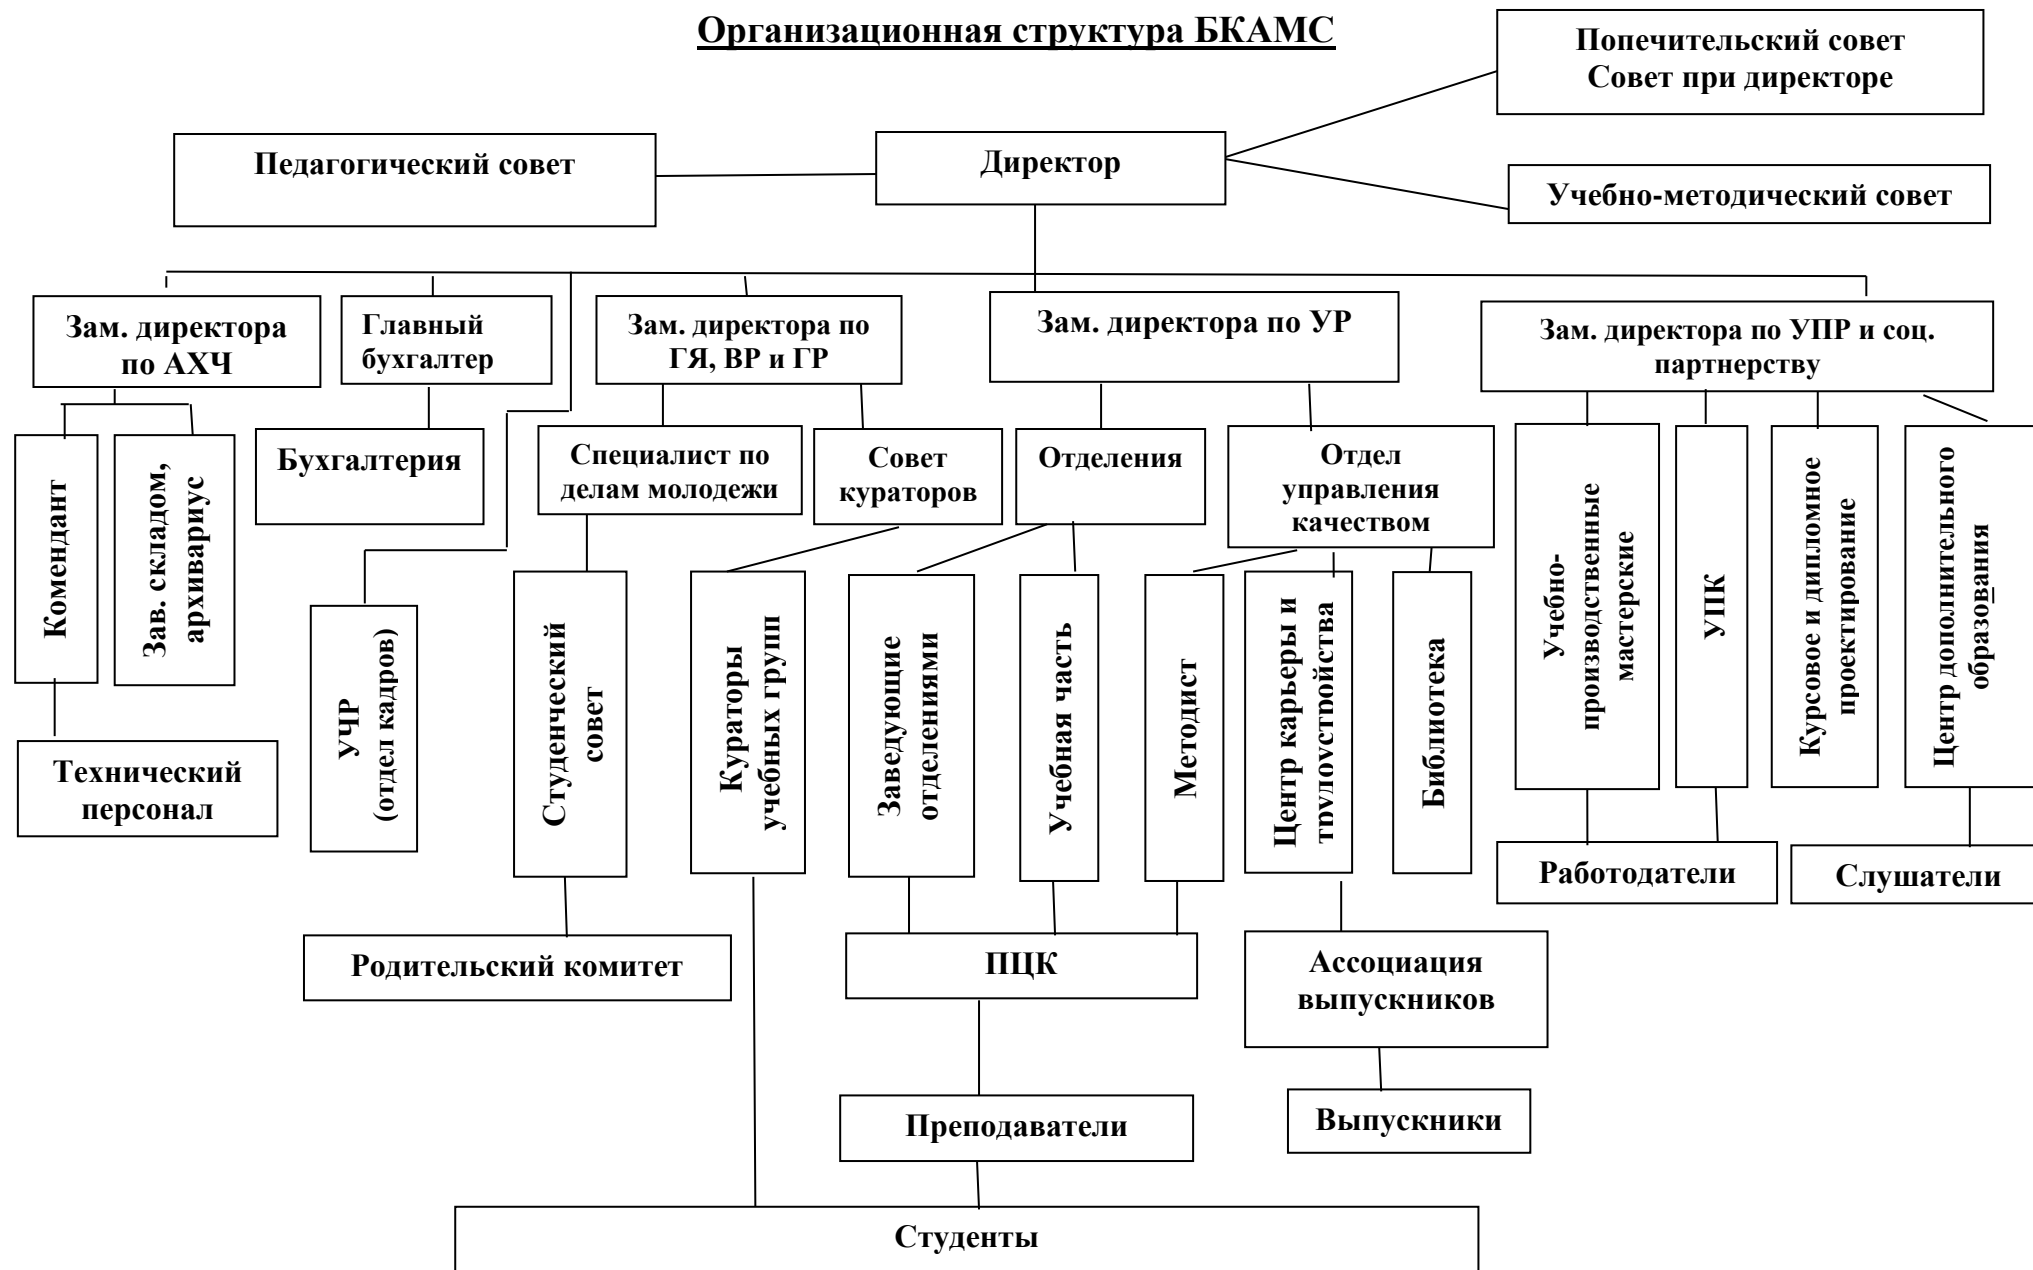 Организационная структура БКАМС
Попечительский совет
Совет при директоре
Педагогический совет
Директор
Учебно-методический совет
Зам. директора
по АХЧ
Главный
бухгалтер
Зам. директора по
ГЯ, ВР и ГР
Зам. директора по УР
Зам. директора по УПР и соц.
партнерству
Комендант
Зав. складом,
архивариус
Бухгалтерия
Специалист по
делам молодежи
Совет
кураторов
Отделения
Отдел
управления
качеством
Учебно-
производственные
мастерские
УПК
Курсовое и дипломное
проектирование
Центр дополнительного
образования
УЧР
(отдел кадров)
Студенческий
совет
Кураторы
учебных групп
Заведующие
отделениями
Учебная часть
Методист
Центр карьеры и
трудоустройства
Библиотека
Технический
персонал
Работодатели
Слушатели
Родительский комитет
ПЦК
Ассоциация
выпускников
Преподаватели
Выпускники
Студенты